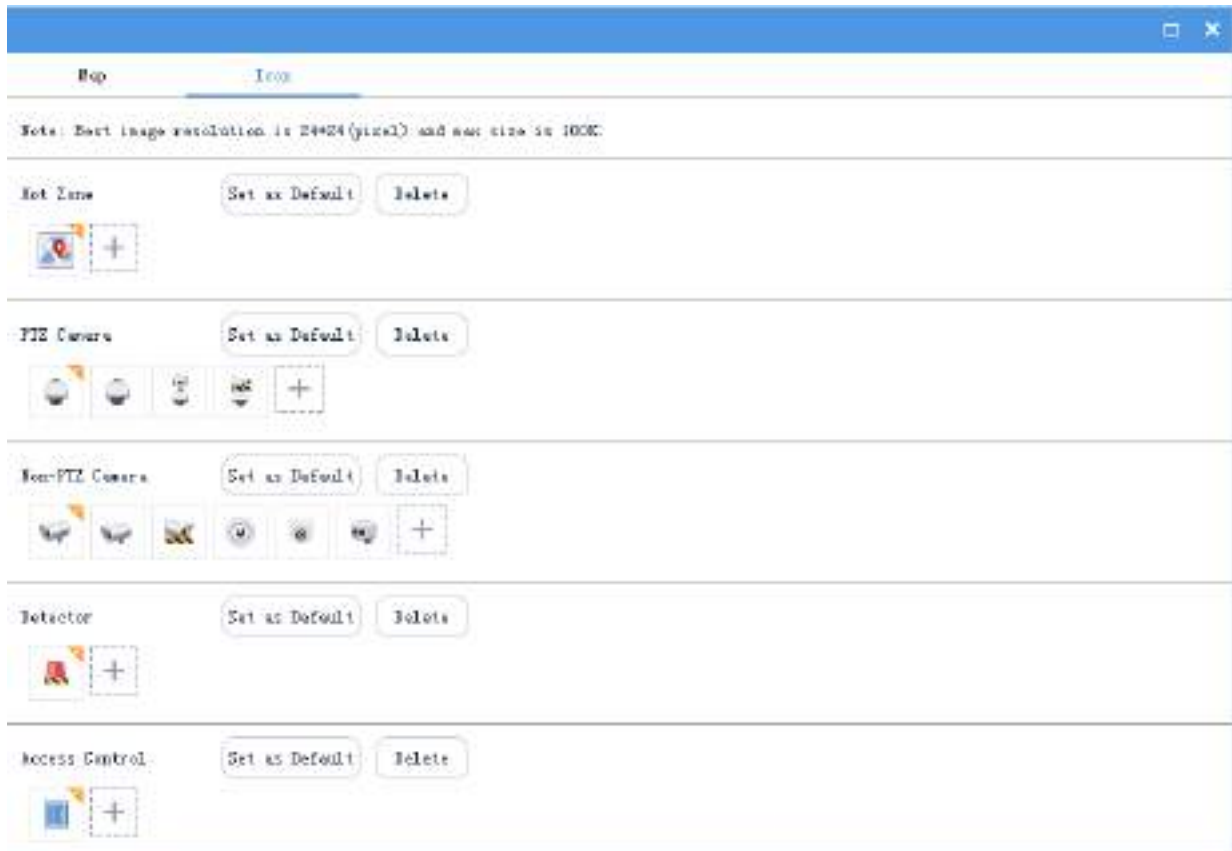 Map
Icon
Note: Best image resolution is 24*24(pixel) and max size is 100K.
Hot Zone
Set as Default
Delete
PTZ Camera
Set as Default
Delete
Non-PTZ Camera
Set as Default
Delete
Detector
Set as Default
Delete
Access Control
Set as Default
Delete